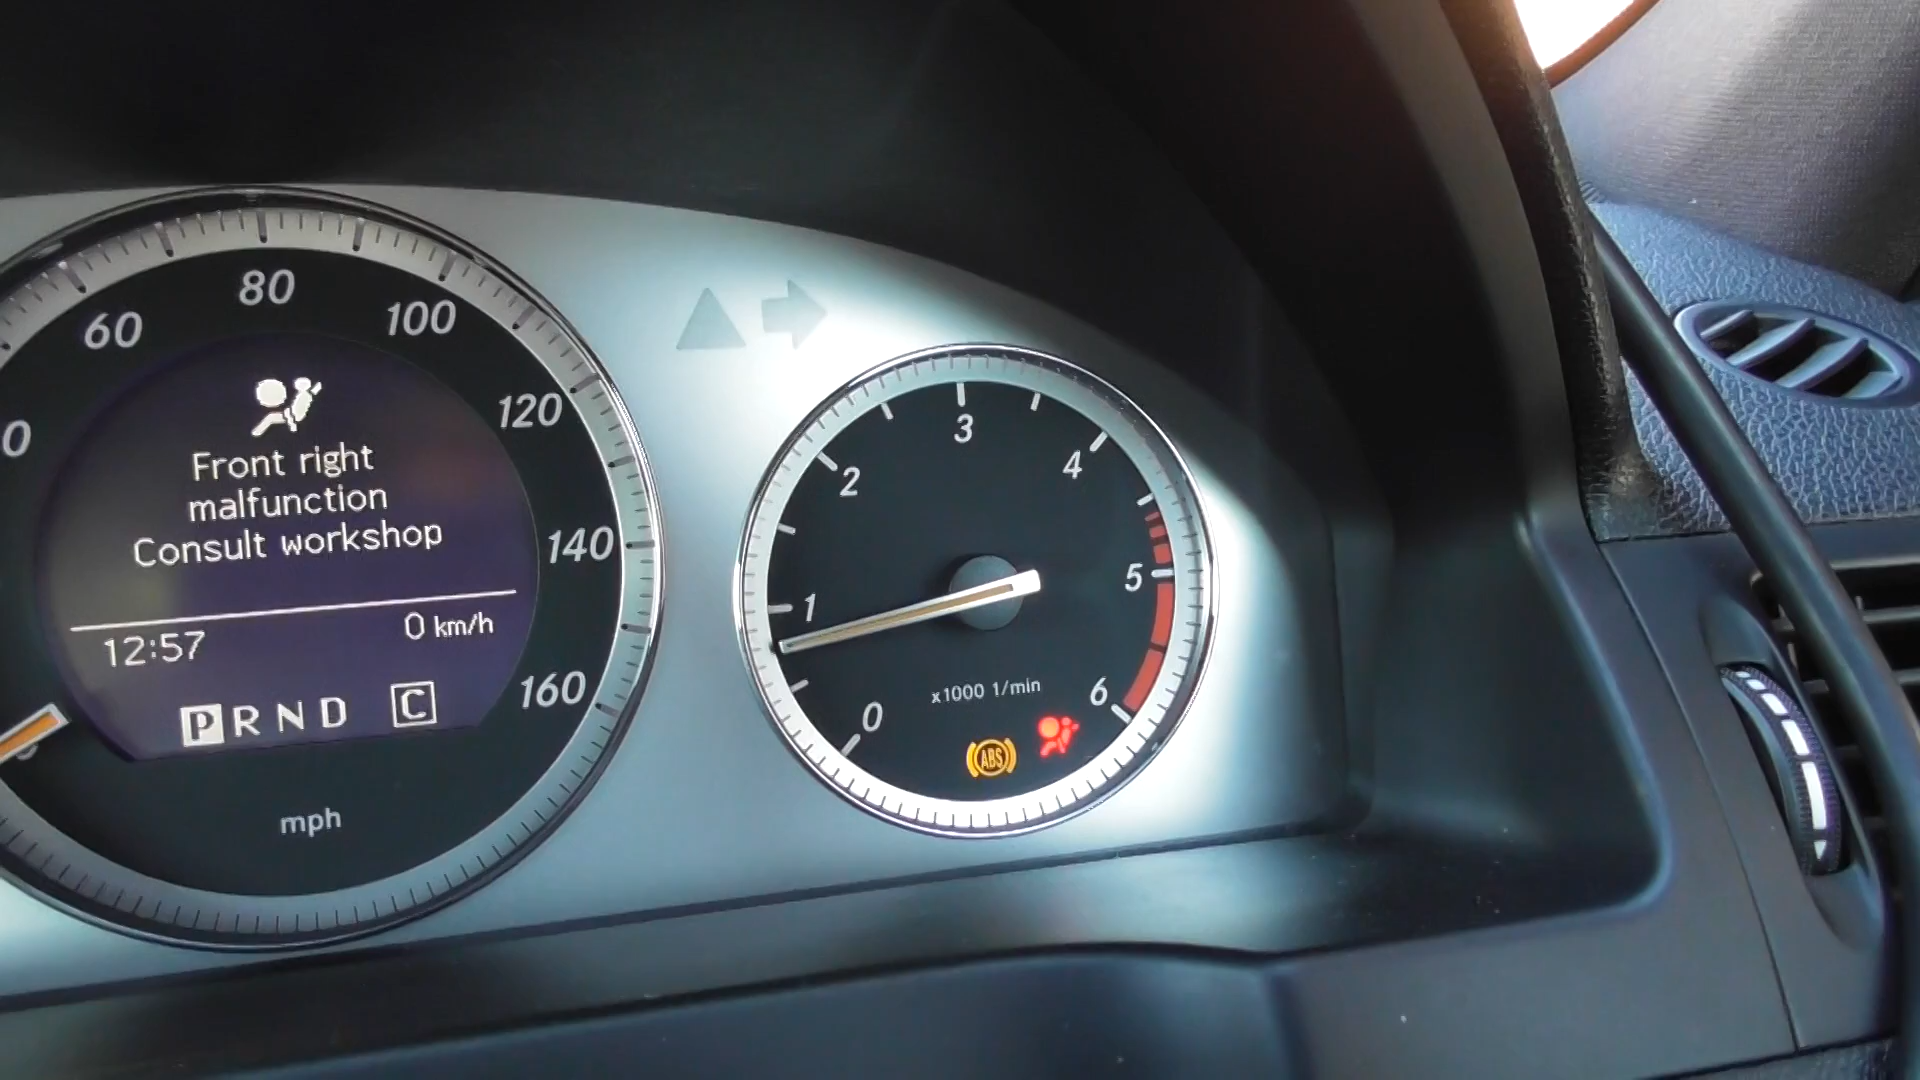 60
80
100
120
140
160
0
Front right
malfunction
Consult workshop
12:57
0 km/h
P R N D C
mph
0
1
2
3
4
5
6
x1000 1/min
ABS